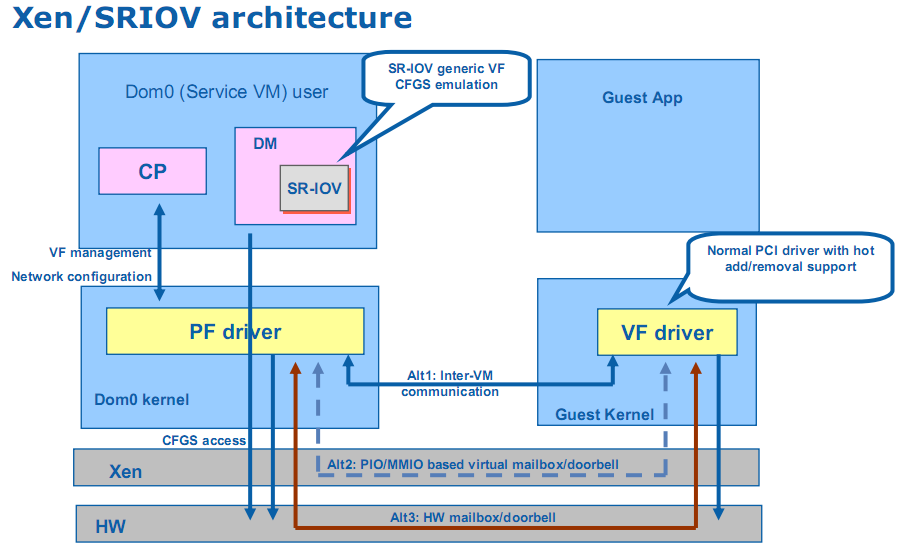 Xen/SRIOV architecture
SR-IOV generic VF
CFGS emulation
Dom0 (Service VM) user
Guest App
DM
CP
SR-IOV
VF management
Network configuration
Normal PCI driver with hot
add/removal support
PF driver
VF driver
Alt1: Inter-VM
communication
Dom0 kernel
Guest Kernel
CFGS access
Alt2: PIO/MMIO based virtual mailbox/doorbell
Xen
Alt3: HW mailbox/doorbell
HW